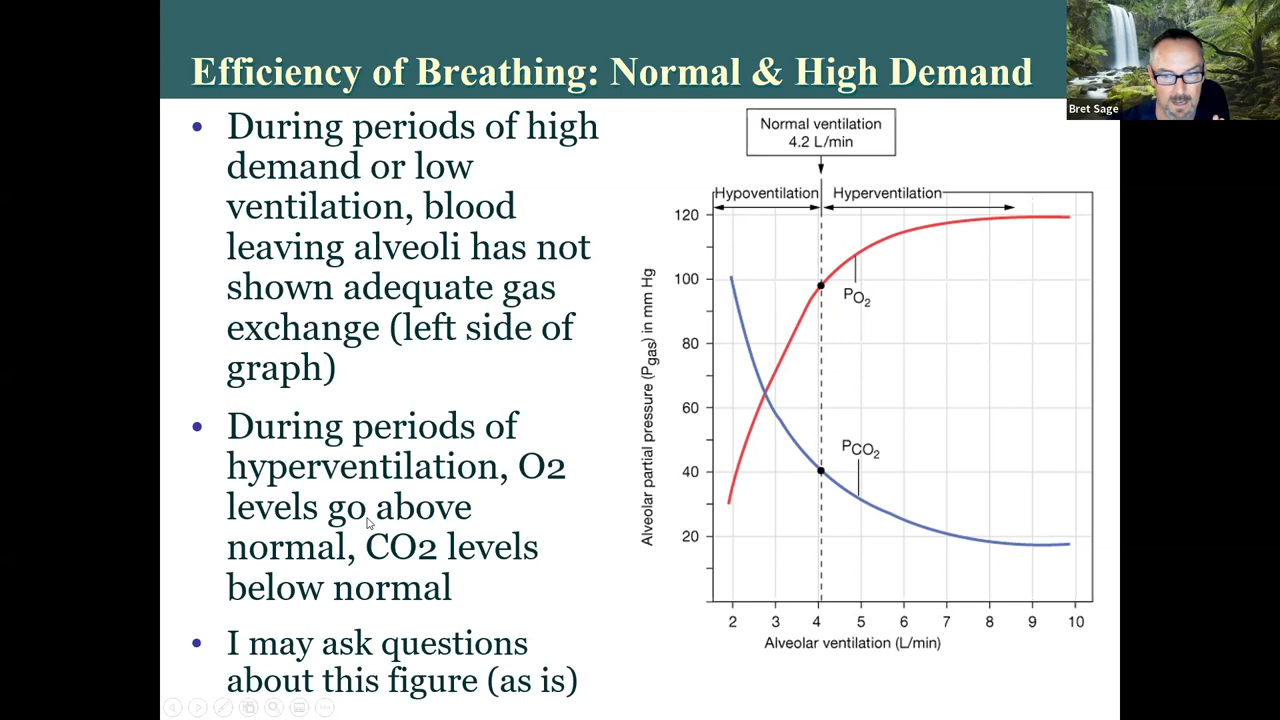 Efficiency of Breathing: Normal & High Demand
Bret Sage
• During periods of high
demand or low
ventilation, blood
leaving alveoli has not
shown adequate gas
exchange (left side of
graph)
• During periods of
hyperventilation, O2
levels go above
normal, CO2 levels
below normal
• I may ask questions
about this figure (as is)
Normal ventilation
4.2 L/min
Hypoventilation
Hyperventilation
Alveolar partial pressure (Pgas) in mm Hg
120
100
80
60
40
20
PO2
PCO2
2 3 4 5 6 7 8 9 10
Alveolar ventilation (L/min)